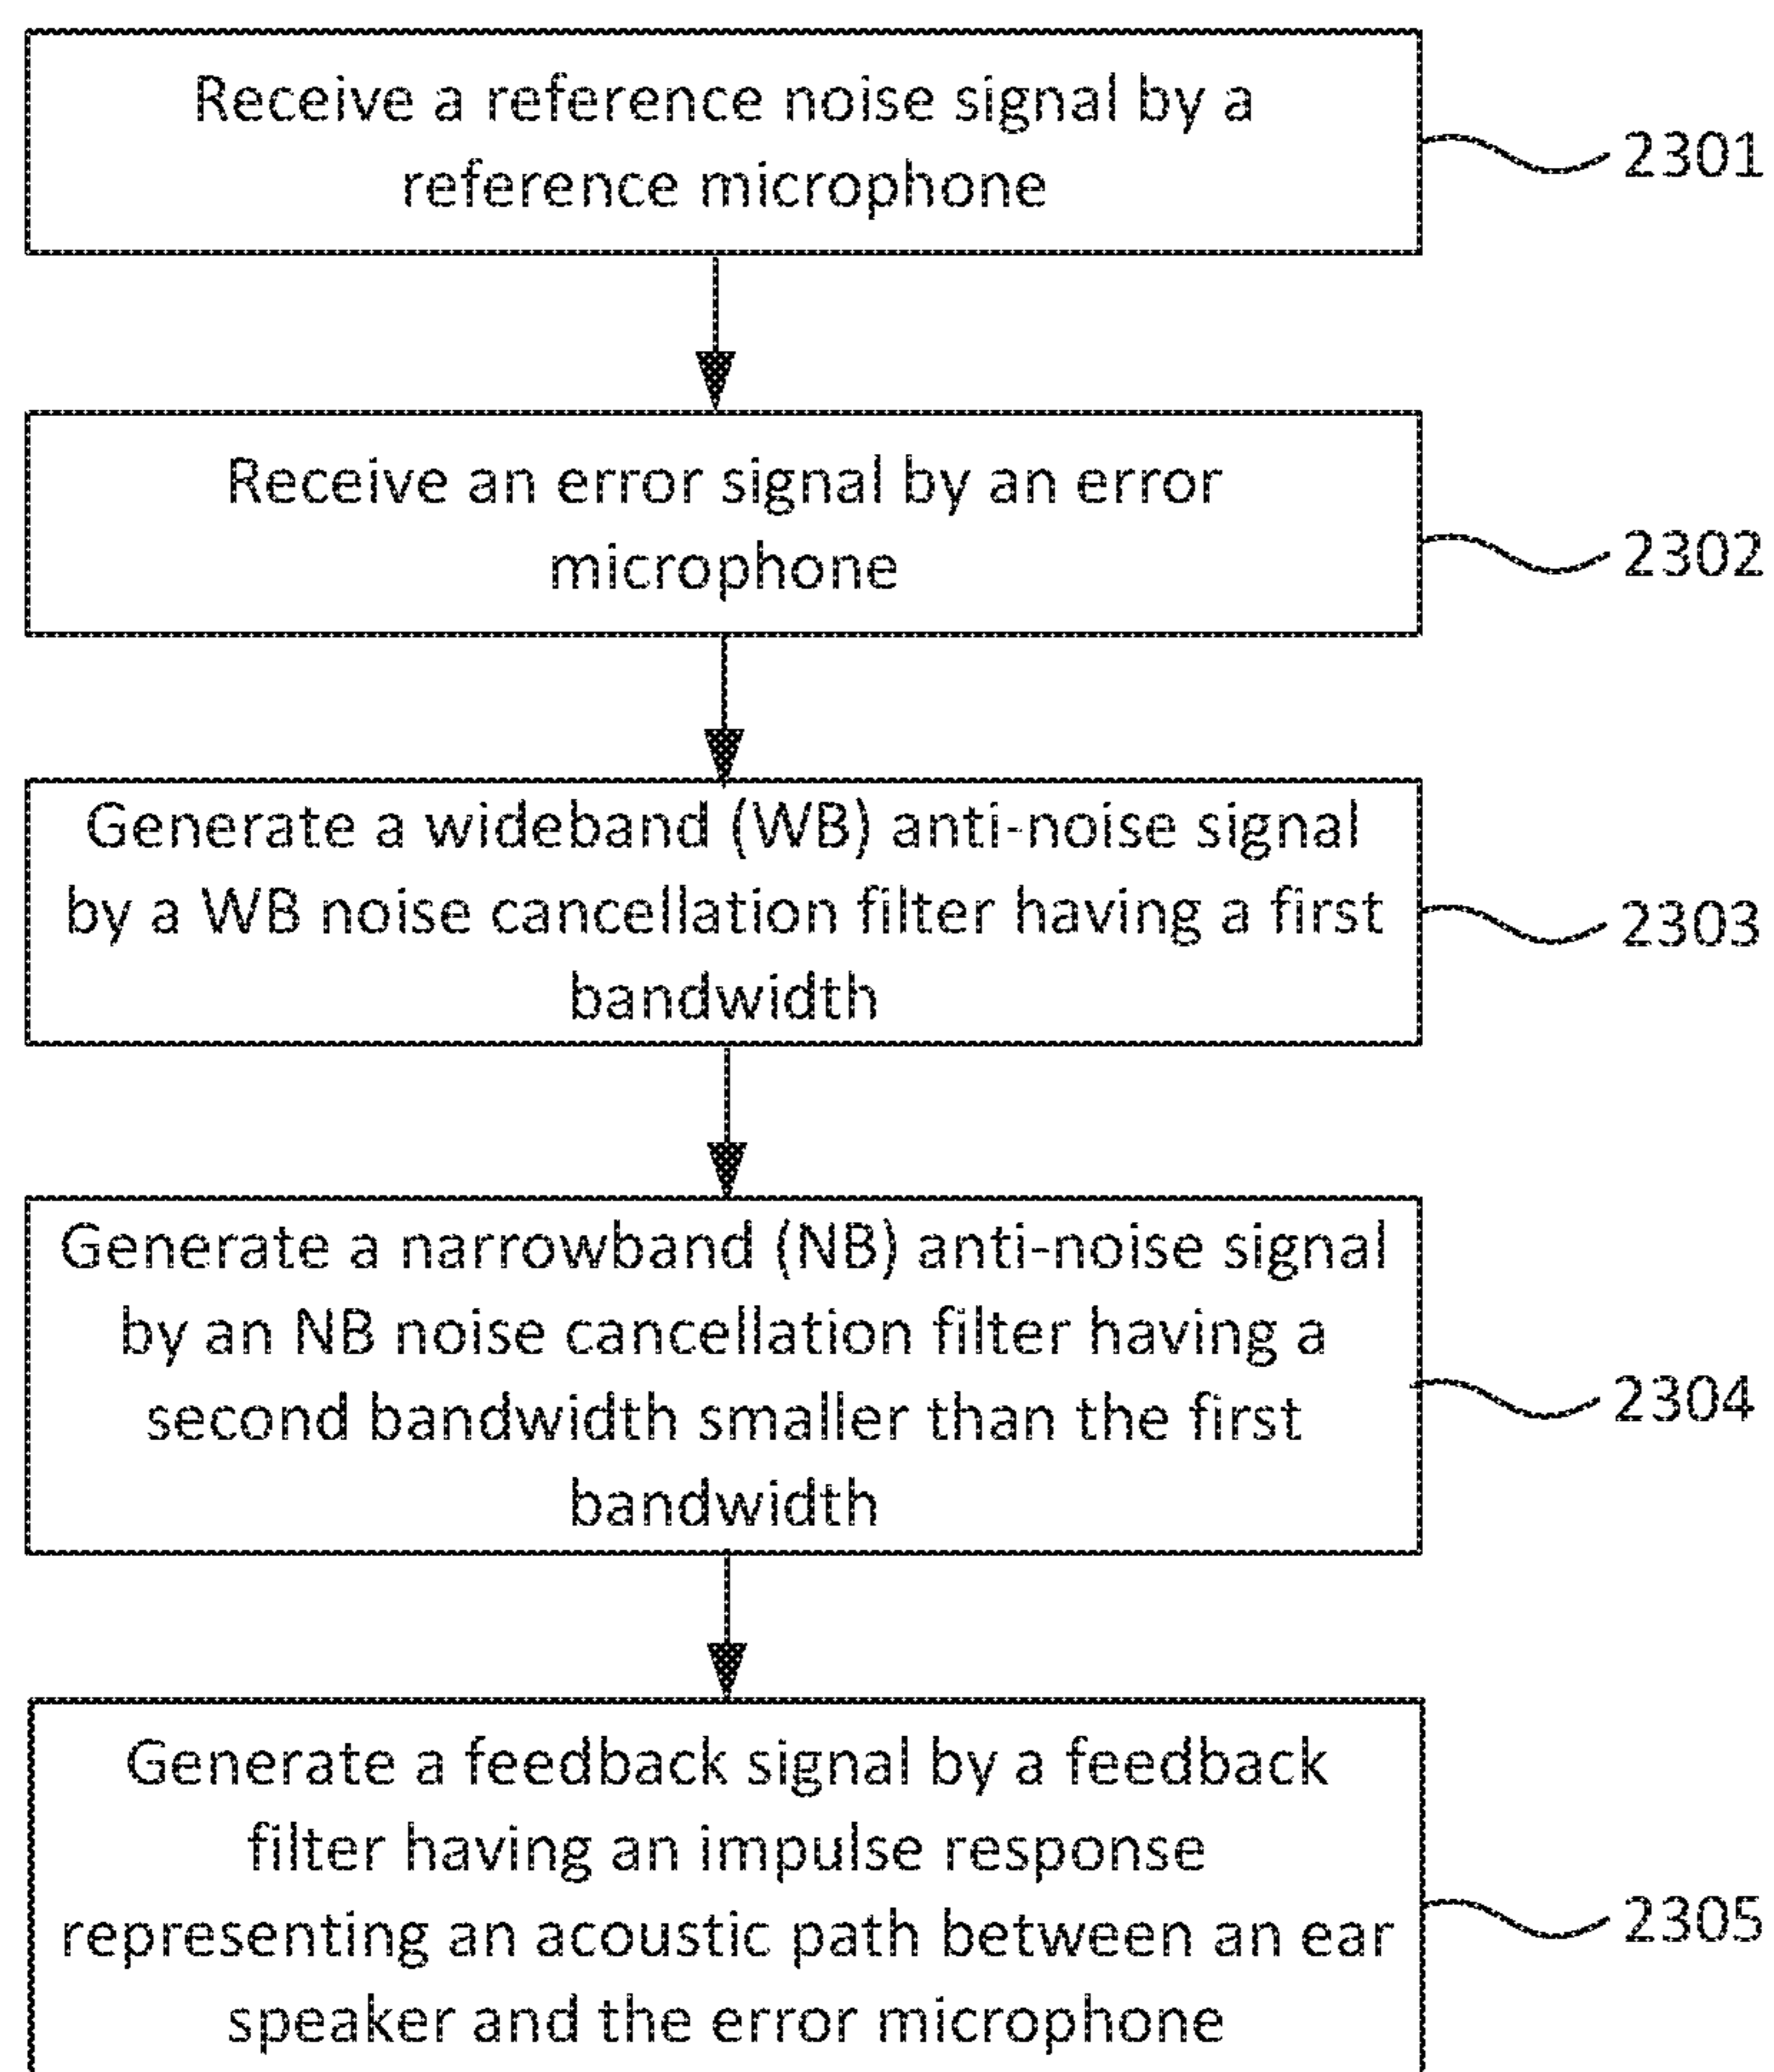 Receive a reference noise signal by a
reference microphone
2301
Receive an error signal by an error
microphone
2302
Generate a wideband (WB) anti-noise signal
by a WB noise cancellation filter having a first
bandwidth
2303
Generate a narrowband (NB) anti-noise signal
by an NB noise cancellation filter having a
second bandwidth smaller than the first
bandwidth
2304
Generate a feedback signal by a feedback
filter having an impulse response
representing an acoustic path between an ear
speaker and the error microphone
2305